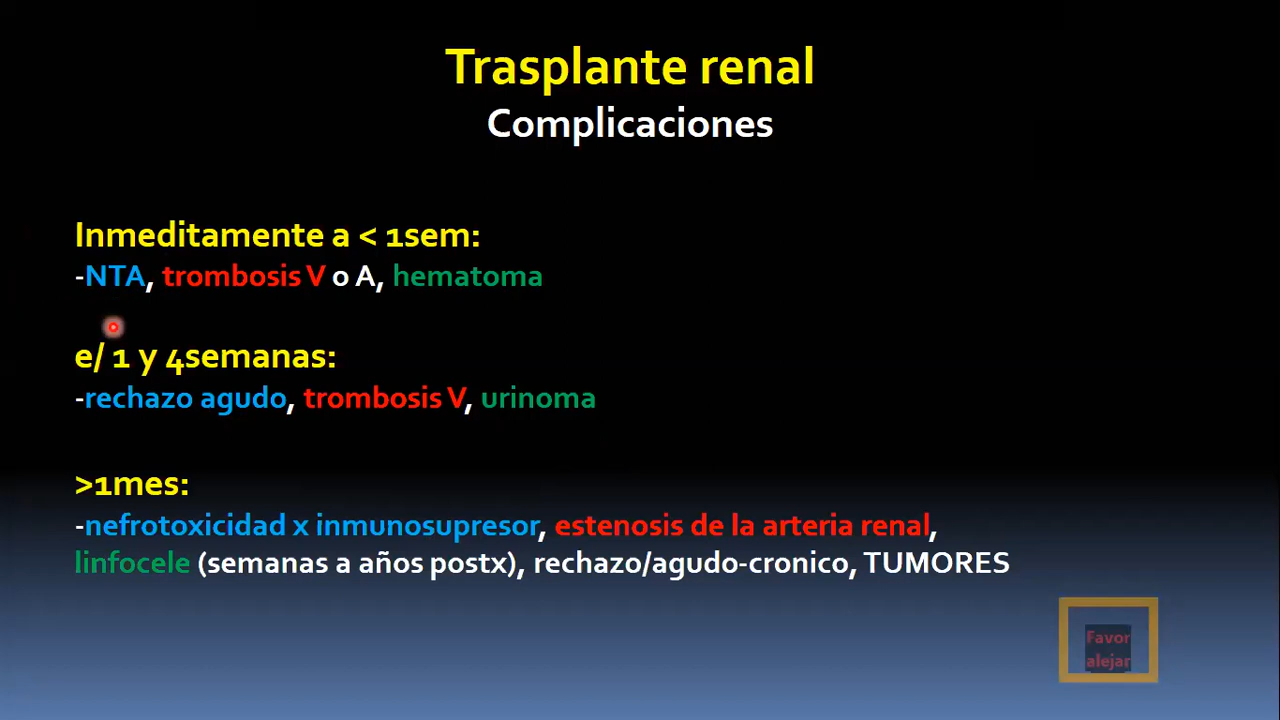 Trasplante renal
Complicaciones
Inmeditamente a < 1sem:
-NTA, trombosis V o A, hematoma
e/ 1 y 4semanas:
-rechazo agudo, trombosis V, urinoma
>1mes:
-nefrotoxicidad x inmunosupresor, estenosis de la arteria renal,
linfocele (semanas a años postx), rechazo/agudo-cronico, TUMORES
Favor
alejar